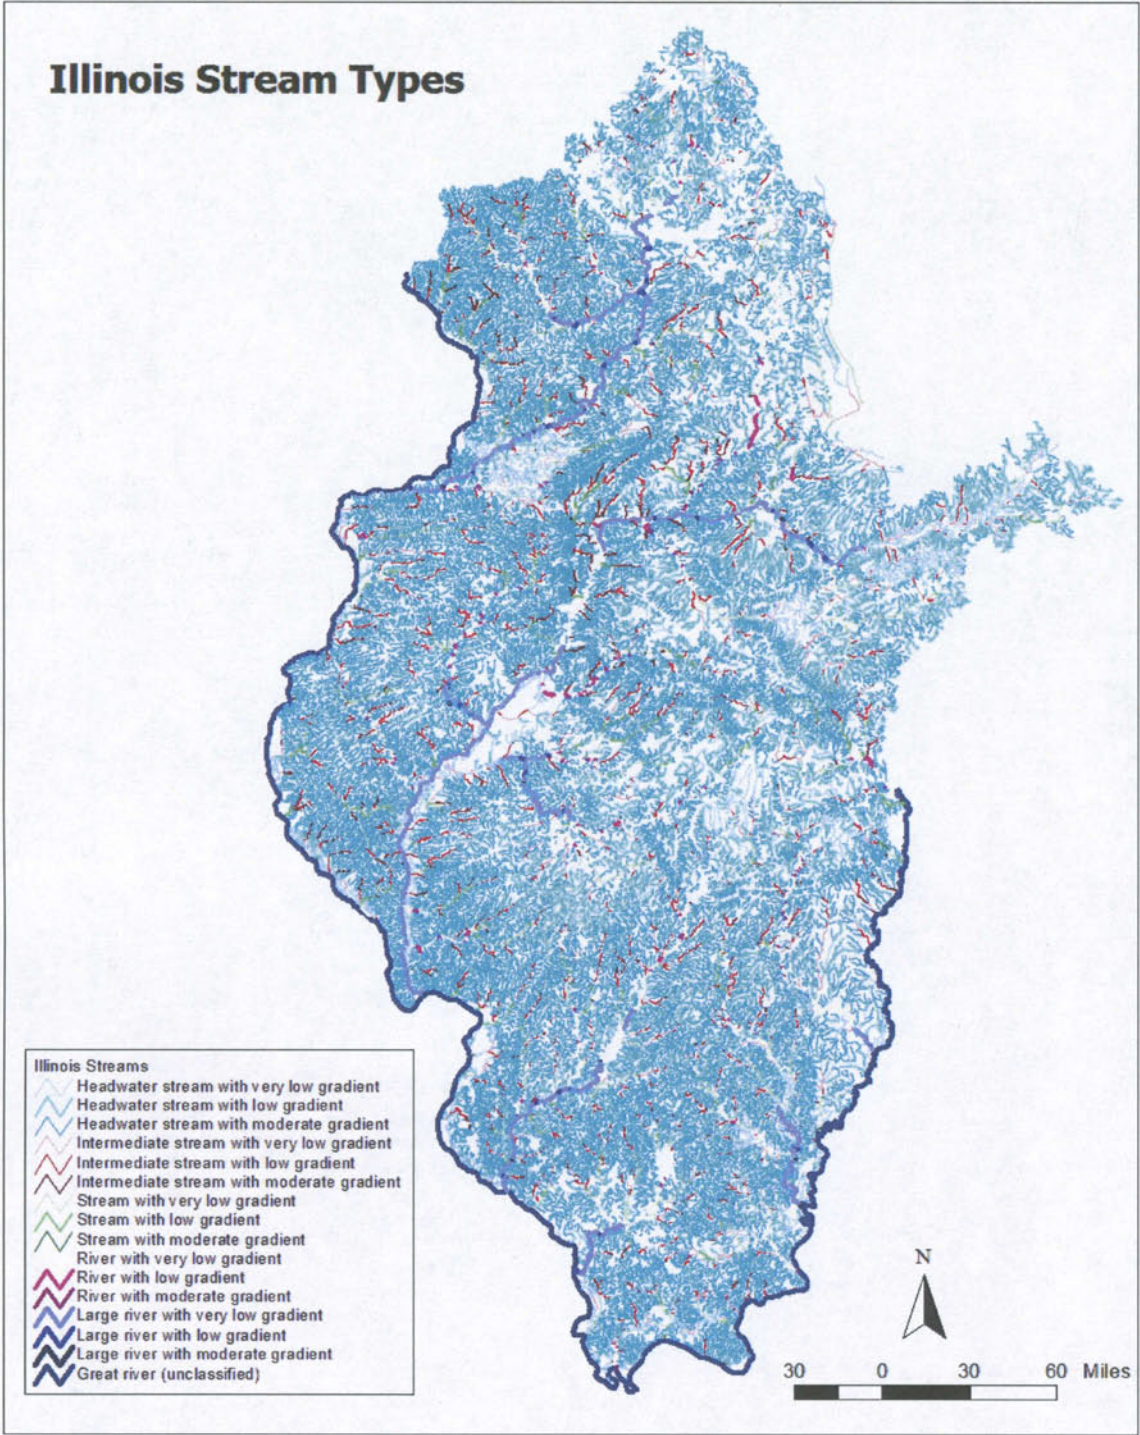 Illinois Stream Types
Illinois Streams
Headwater stream with very low gradient
Headwater stream with low gradient
Headwater stream with moderate gradient
Intermediate stream with very low gradient
Intermediate stream with low gradient
Intermediate stream with moderate gradient
Stream with very low gradient
Stream with low gradient
Stream with moderate gradient
River with very low gradient
River with low gradient
River with moderate gradient
Large river with very low gradient
Large river with low gradient
Large river with moderate gradient
Great river (unclassified)
N
30 0 30 60 Miles